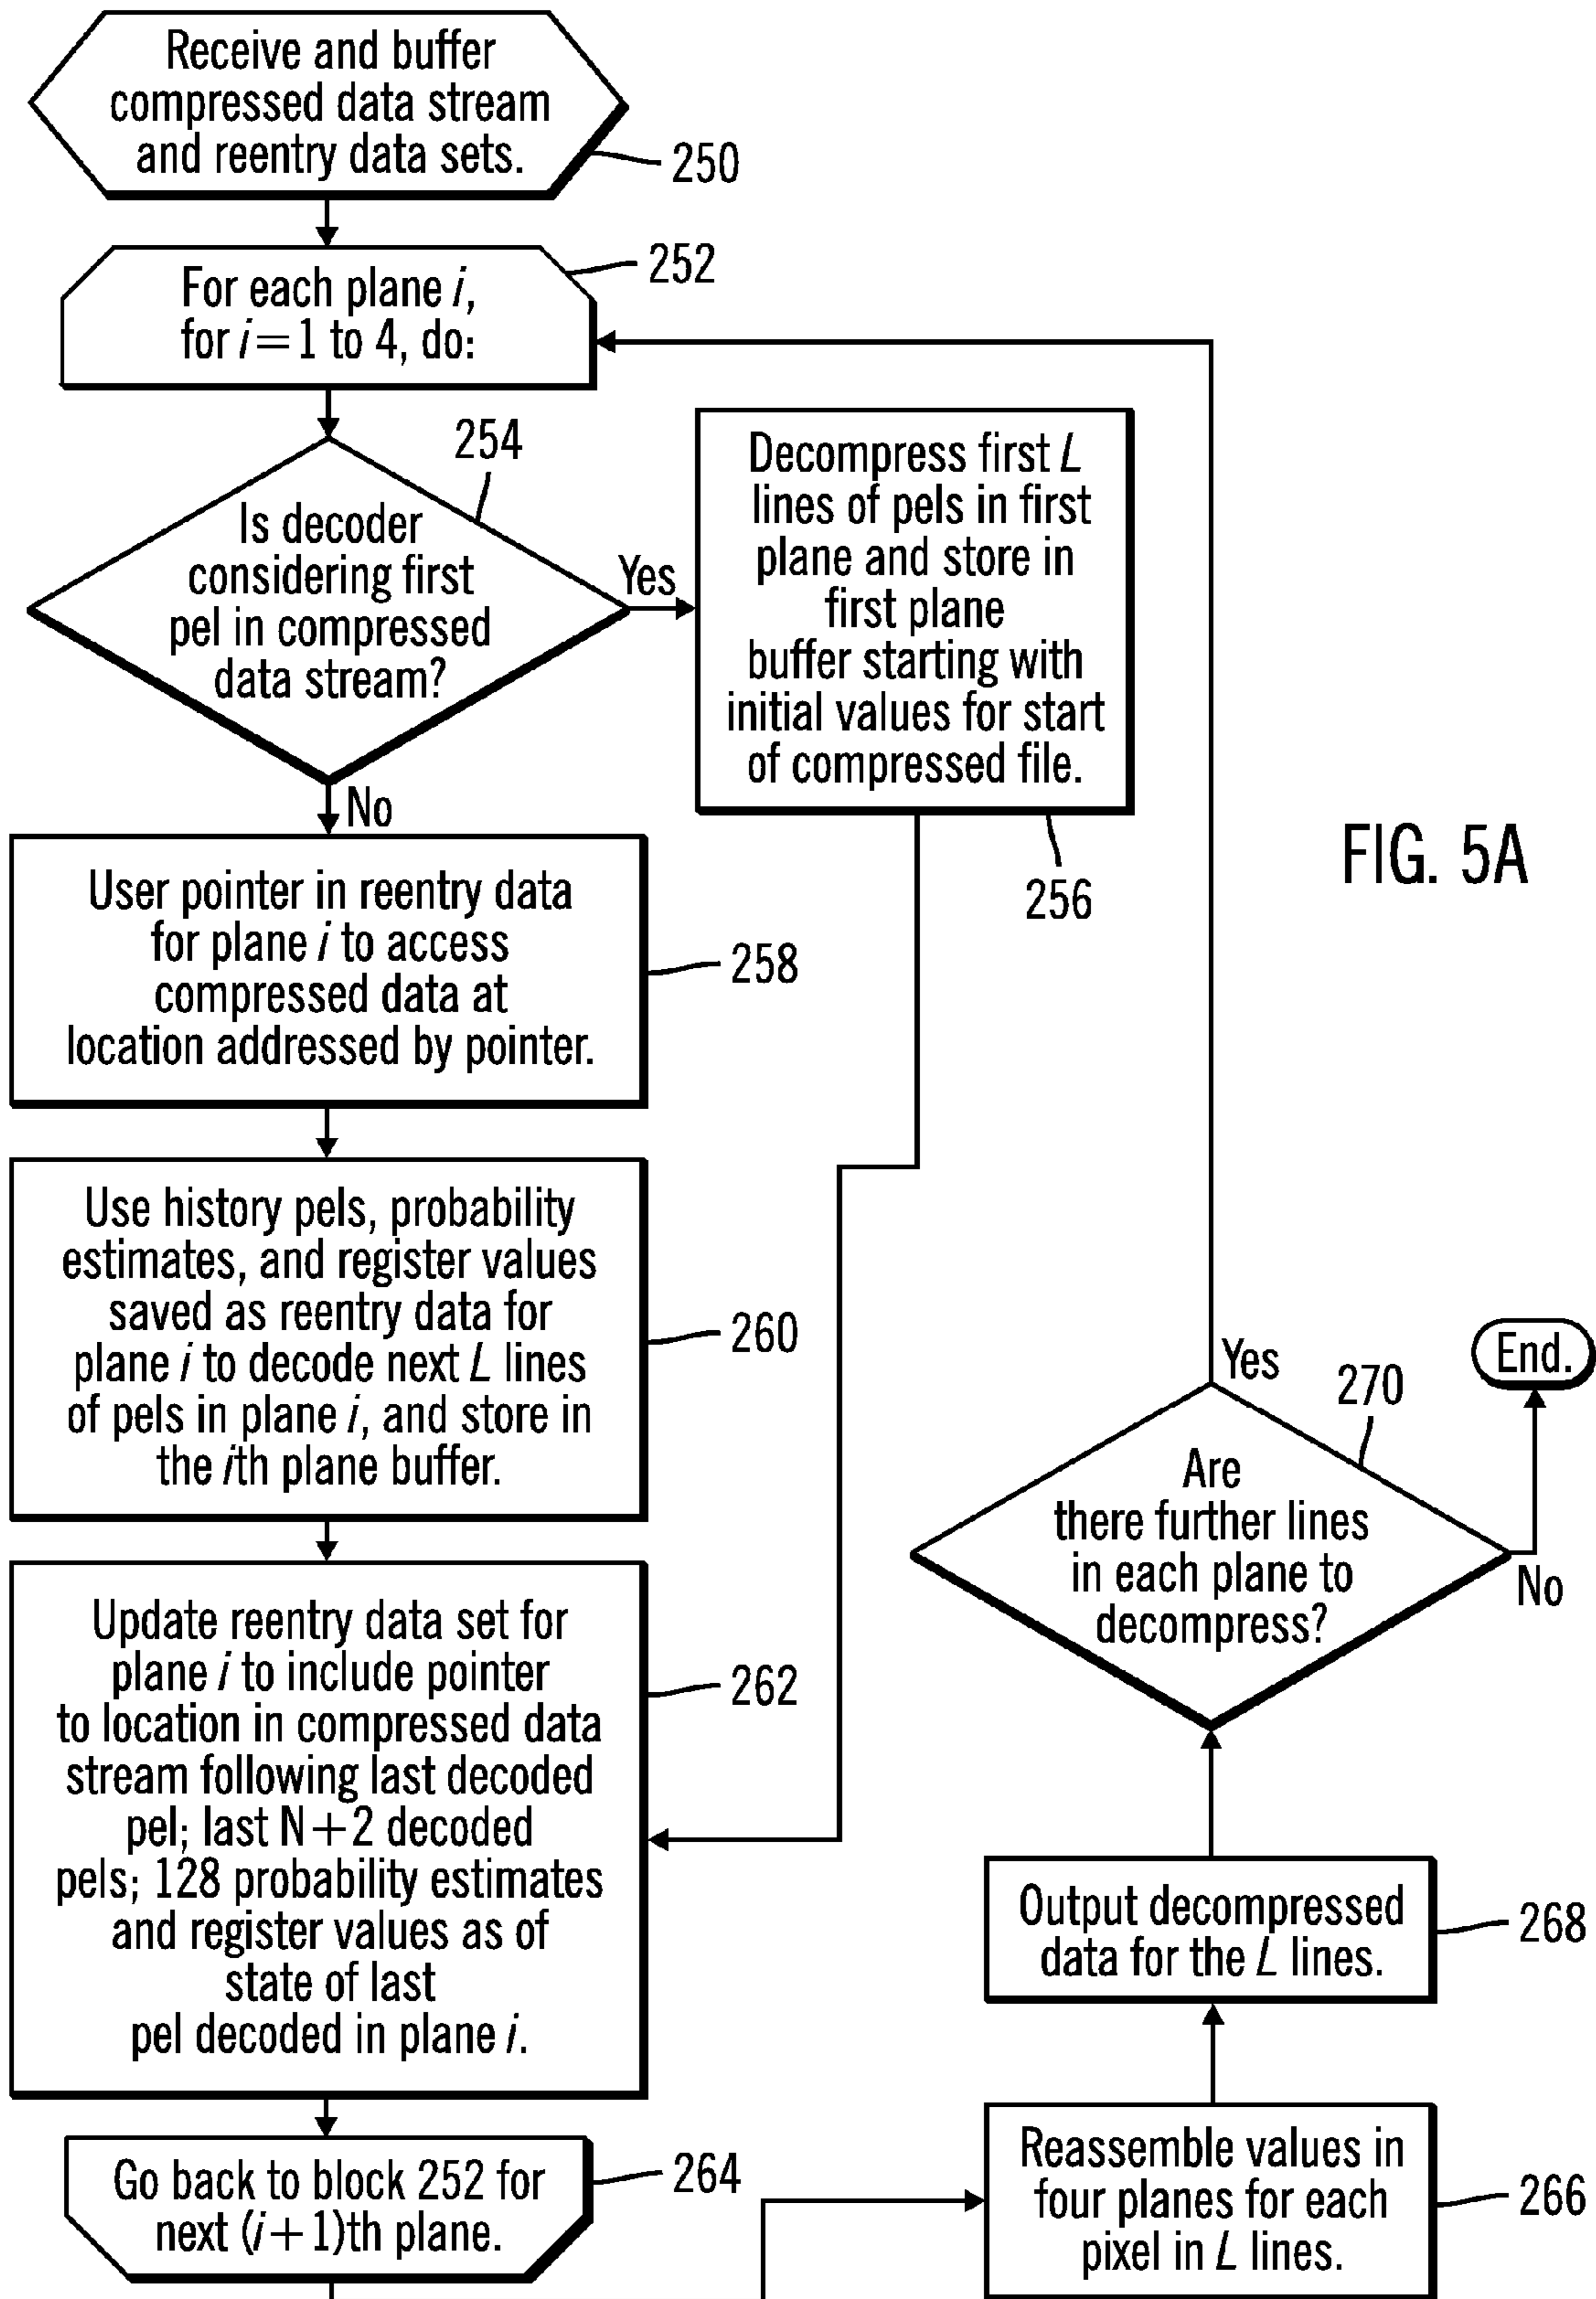 Receive and buffer
compressed data stream
and reentry data sets.
250
For each plane i,
for i=1 to 4, do:
252
254
Is decoder
considering first
pel in compressed
data stream?
Yes
No
Decompress first L
lines of pels in first
plane and store in
first plane
buffer starting with
initial values for start
of compressed file.
256
FIG. 5A
User pointer in reentry data
for plane i to access
compressed data at
location addressed by pointer.
258
Use history pels, probability
estimates, and register values
saved as reentry data for
plane i to decode next L lines
of pels in plane i, and store in
the ith plane buffer.
260
Update reentry data set for
plane i to include pointer
to location in compressed data
stream following last decoded
pel; last N+2 decoded
pels; 128 probability estimates
and register values as of
state of last
pel decoded in plane i.
262
Go back to block 252 for
next (i+1)th plane.
264
Reassemble values in
four planes for each
pixel in L lines.
266
Output decompressed
data for the L lines.
268
Are
there further lines
in each plane to
decompress?
270
Yes
No
End.